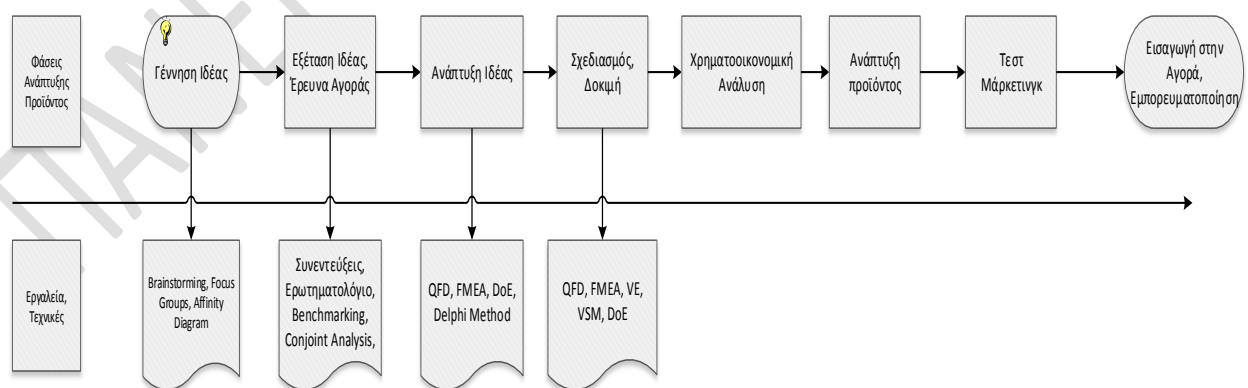 Φάσεις
Ανάπτυξης
Προϊόντος
Γέννηση Ιδέας
Εξέταση Ιδέας,
Έρευνα Αγοράς
Ανάπτυξη Ιδέας
Σχεδιασμός,
Δοκιμή
Χρηματοοικονομική
Ανάλυση
Ανάπτυξη
προϊόντος
Τεστ
Μάρκετινγκ
Εισαγωγή στην
Αγορά,
Εμπορευματοποίηση
Εργαλεία,
Τεχνικές
Brainstorming, Focus
Groups, Affinity
Diagram
Συνεντεύξεις,
Ερωτηματολόγιο,
Benchmarking,
Conjoint Analysis,
QFD, FMEA, DoE,
Delphi Method
QFD, FMEA, VE,
VSM, DoE